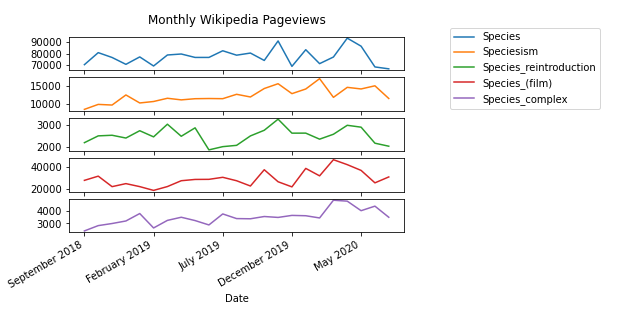 Monthly Wikipedia Pageviews
Species
Speciesism
Species_reintroduction
Species_(film)
Species_complex
90000
80000
70000
15000
10000
3000
2000
40000
20000
4000
3000
September 2018
February 2019
July 2019
December 2019
May 2020
Date